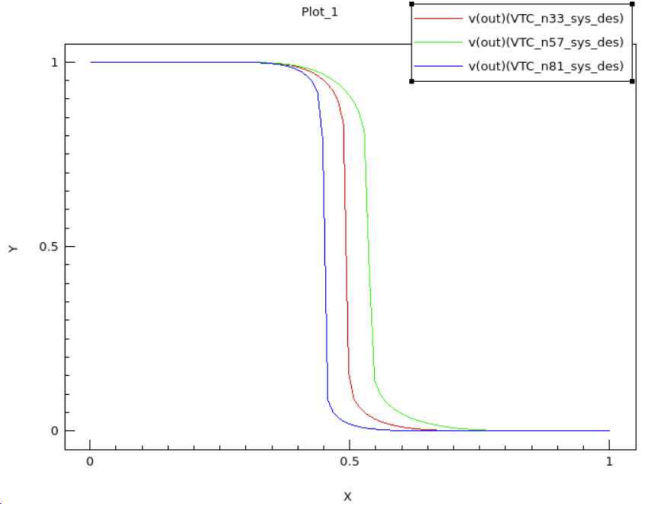 Plot_1
v(out)(VTC_n33_sys_des)
v(out)(VTC_n57_sys_des)
v(out)(VTC_n81_sys_des)
1
0.5
0
Y
0
0.5
1
X